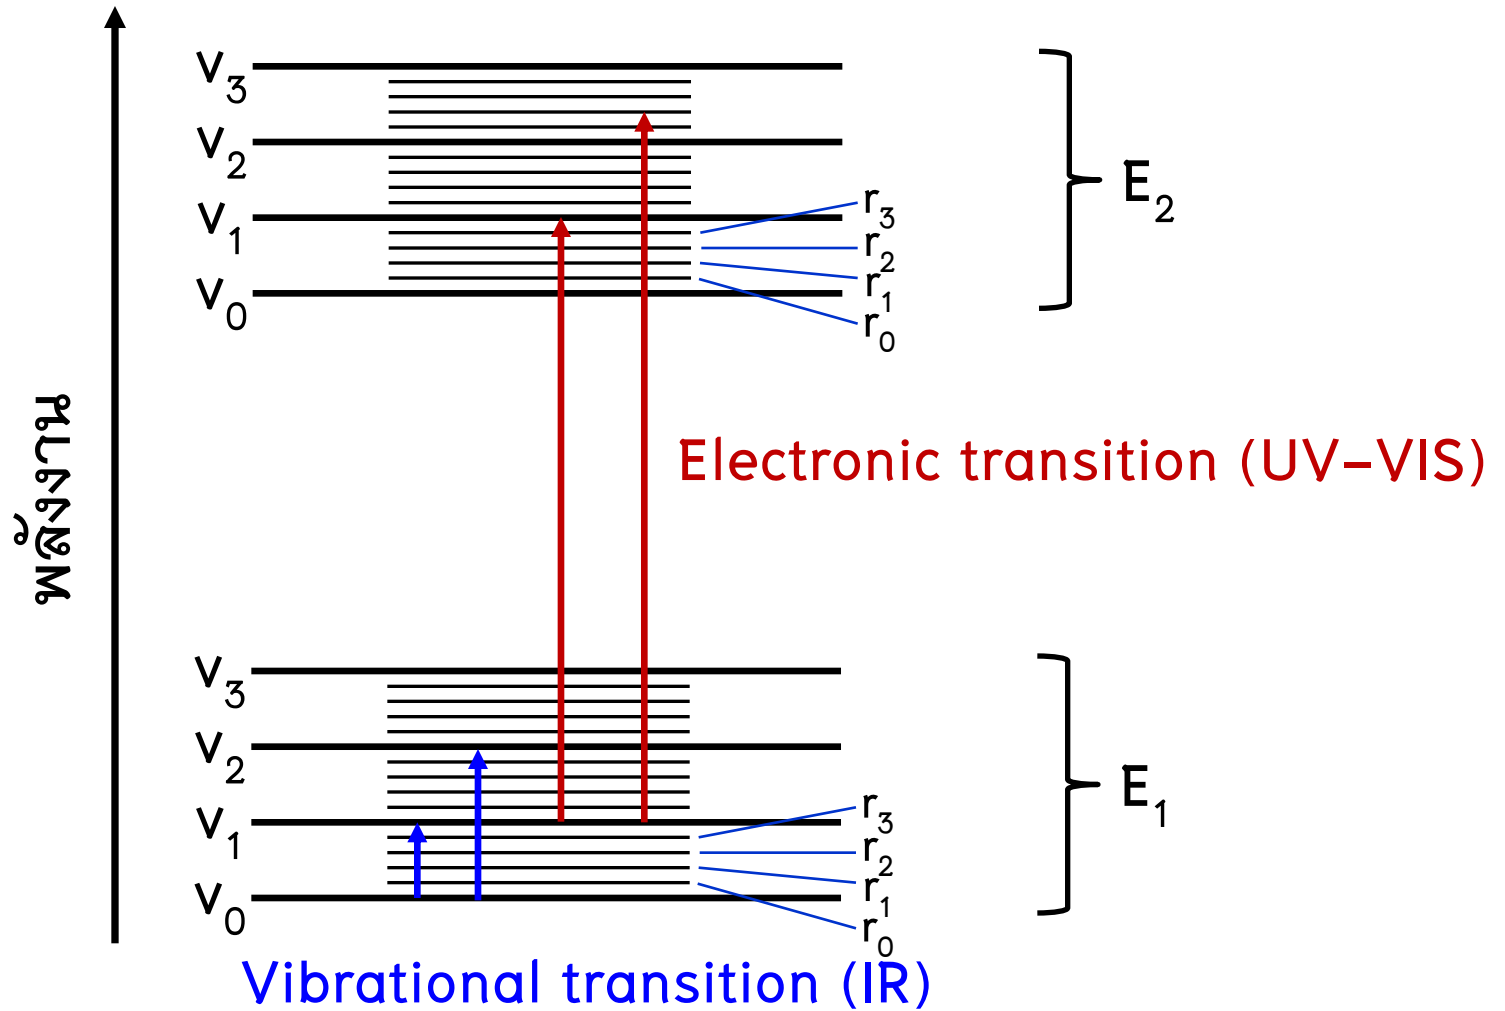 V3
V2
V1
V0
r3
r2
r1
r0
E2
พลังงาน
Electronic transition (UV-VIS)
V3
V2
V1
V0
r3
r2
r1
r0
E1
Vibrational transition (IR)